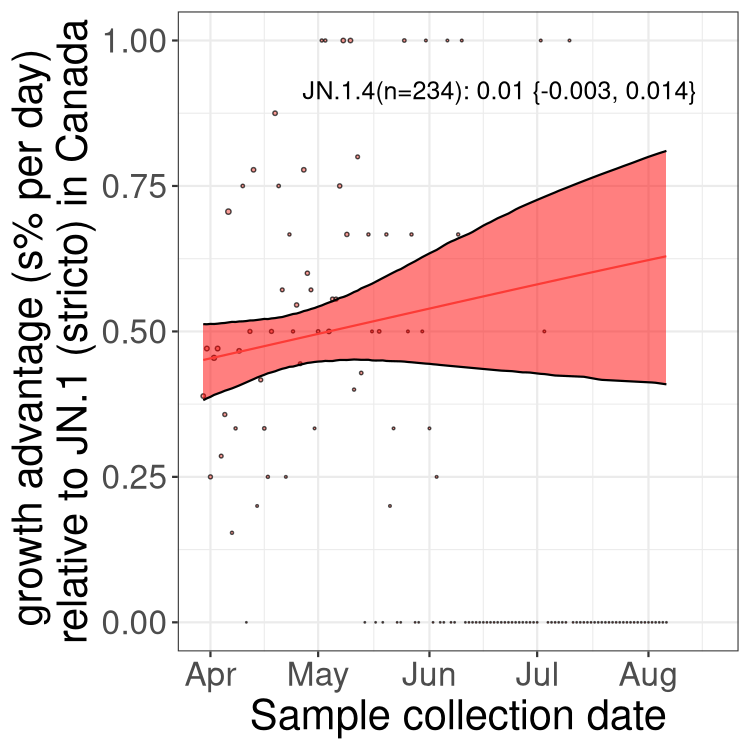 growth advantage (s% per day)
relative to JN.1 (stricto) in Canada
1.00
0.75
0.50
0.25
0.00
JN.1.4(n=234): 0.01 {-0.003, 0.014}
Apr May Jun Jul Aug
Sample collection date